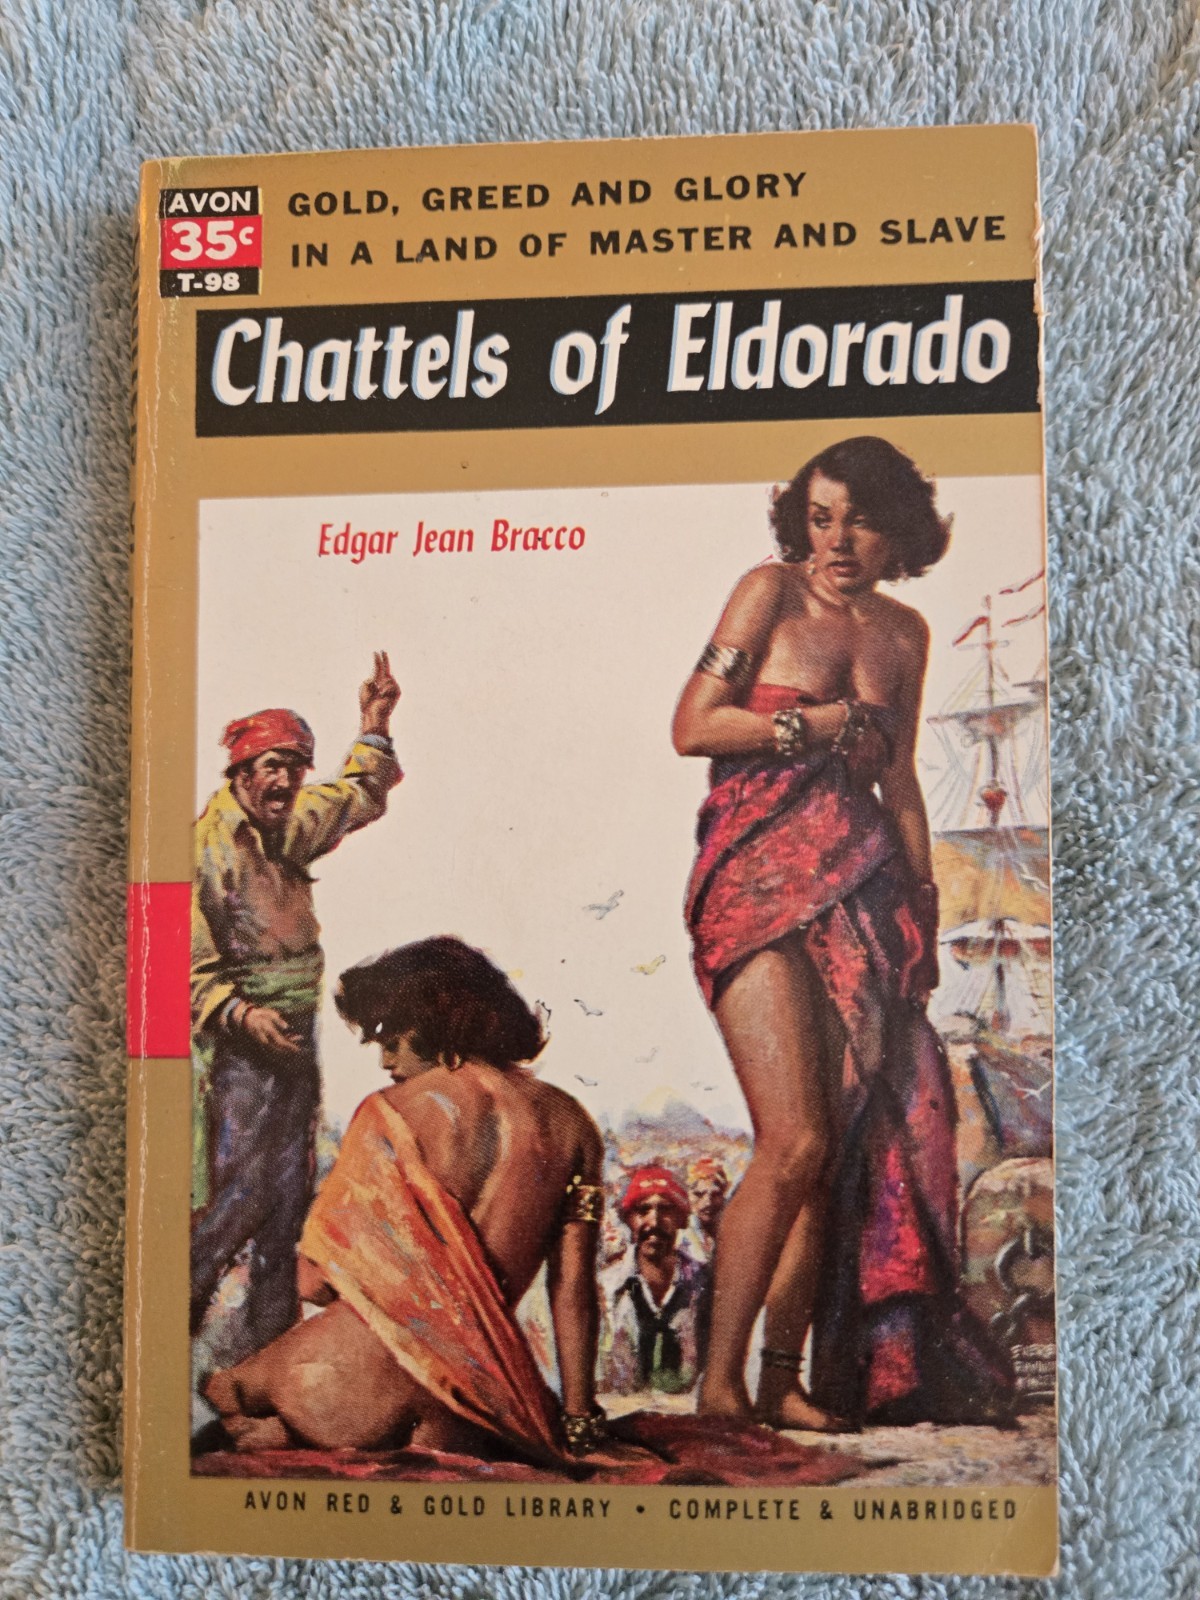 AVON
35c
T-98
GOLD, GREED AND GLORY
IN A LAND OF MASTER AND SLAVE
Chattels of Eldorado
Edgar Jean Bracco
AVON RED & GOLD LIBRARY • COMPLETE & UNABRIDGED